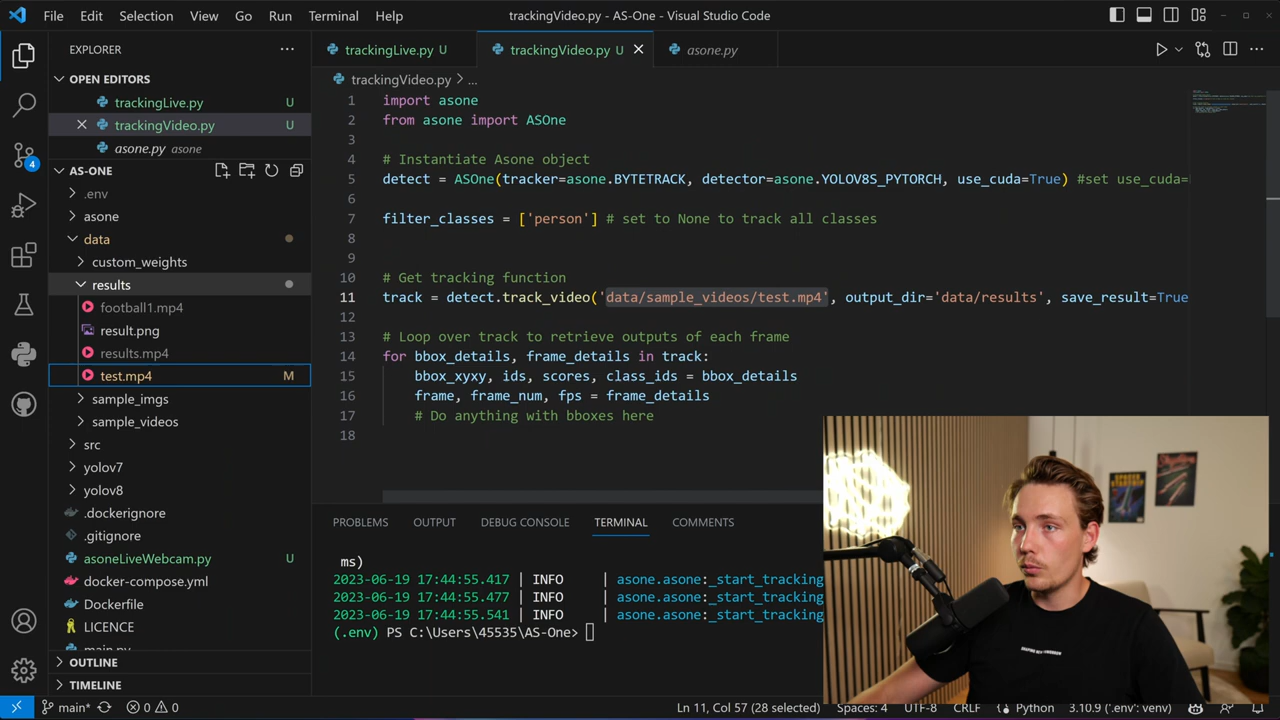 File Edit Selection View Go Run Terminal Help
trackingVideo.py - AS-One - Visual Studio Code
EXPLORER
OPEN EDITORS
trackingLive.py U
trackingVideo.py U
asone.py asone
AS-ONE
.env
asone
data
custom_weights
results
football1.mp4
result.png
results.mp4
test.mp4 M
sample_imgs
sample_videos
src
yolov7
yolov8
.dockerignore
.gitignore
asoneLiveWebcam.py U
docker-compose.yml
Dockerfile
LICENCE
main.py
OUTLINE
TIMELINE
4
trackingLive.py U
trackingVideo.py U
asone.py
trackingVideo.py > ...
1 import asone
2 from asone import ASOne
3
4 # Instantiate Asone object
5 detect = ASOne(tracker=asone.BYTETRACK, detector=asone.YOLOV8S_PYTORCH, use_cuda=True) #set use_cuda=
6
7 filter_classes = ['person'] # set to None to track all classes
8
9
10 # Get tracking function
11 track = detect.track_video('data/sample_videos/test.mp4', output_dir='data/results', save_result=True
12
13 # Loop over track to retrieve outputs of each frame
14 for bbox_details, frame_details in track:
15 bbox_xyxy, ids, scores, class_ids = bbox_details
16 frame, frame_num, fps = frame_details
17 # Do anything with bboxes here
18
PROBLEMS OUTPUT DEBUG CONSOLE TERMINAL COMMENTS
ms)
2023-06-19 17:44:55.417 | INFO | asone.asone:_start_tracking
2023-06-19 17:44:55.477 | INFO | asone.asone:_start_tracking
2023-06-19 17:44:55.541 | INFO | asone.asone:_start_tracking
(.env) PS C:\Users\45535\AS-One>
main* 0 0 Ln 11, Col 57 (28 selected) Spaces: 4 UTF-8 CRLF Python 3.10.9 ('.env': venv)